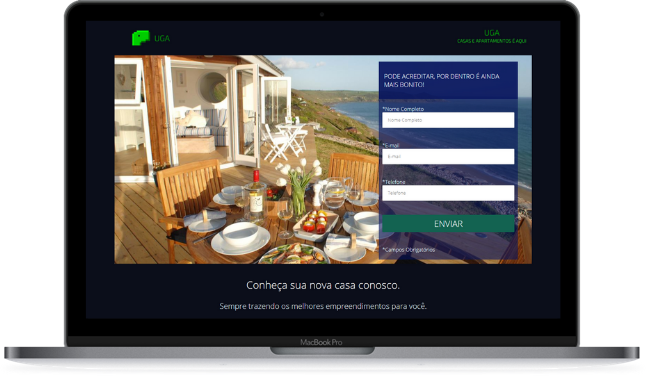 UGA
UGA
CASAS E APARTAMENTOS É AQUI
PODE ACREDITAR, POR DENTRO É AINDA
MAIS BONITO!
*Nome Completo
Nome Completo
*E-mail
E-mail
*Telefone
Telefone
ENVIAR
*Campos Obrigatórios
Conheça sua nova casa conosco.
Sempre trazendo os melhores empreendimentos para você.
MacBook Pro